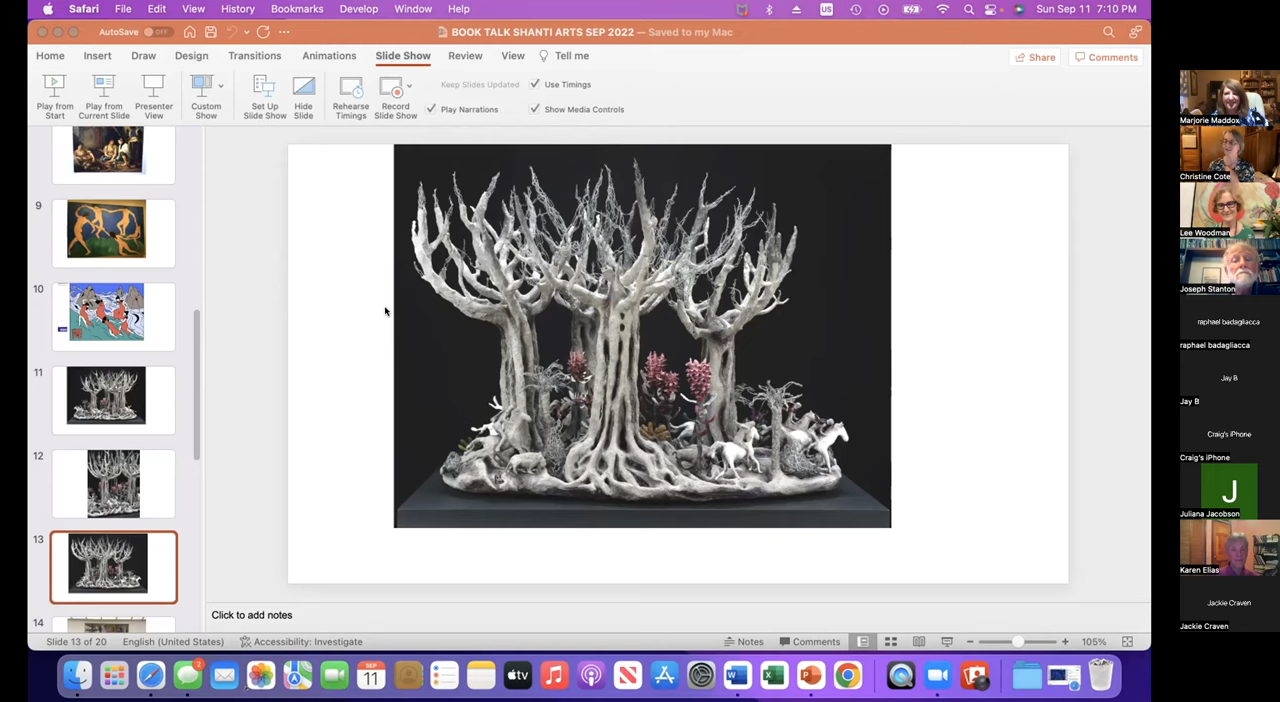 Safari File Edit View History Bookmarks Develop Window Help US Sun Sep 11 7:10 PM
AutoSave OFF BOOK TALK SHANTI ARTS SEP 2022 — Saved to my Mac
Home Insert Draw Design Transitions Animations Slide Show Review View Tell me Share Comments
Play from Start
Play from Current Slide
Presenter View
Custom Show
Set Up Slide Show
Hide Slide
Rehearse Timings
Record Slide Show
Keep Slides Updated
Use Timings
Play Narrations
Show Media Controls
9
10
11
12
13
14
Click to add notes
Slide 13 of 20 English (United States) Accessibility: Investigate Notes Comments 105%
2
SEP
11
tv
W
X
P
Marjorie Maddox
Christine Cote
Lee Woodman
Joseph Stanton
raphael badagliacca
raphael badagliacca
Jay B
Jay B
Craig's iPhone
Craig's iPhone
J
Juliana Jacobson
Karen Elias
Jackie Craven
Jackie Craven